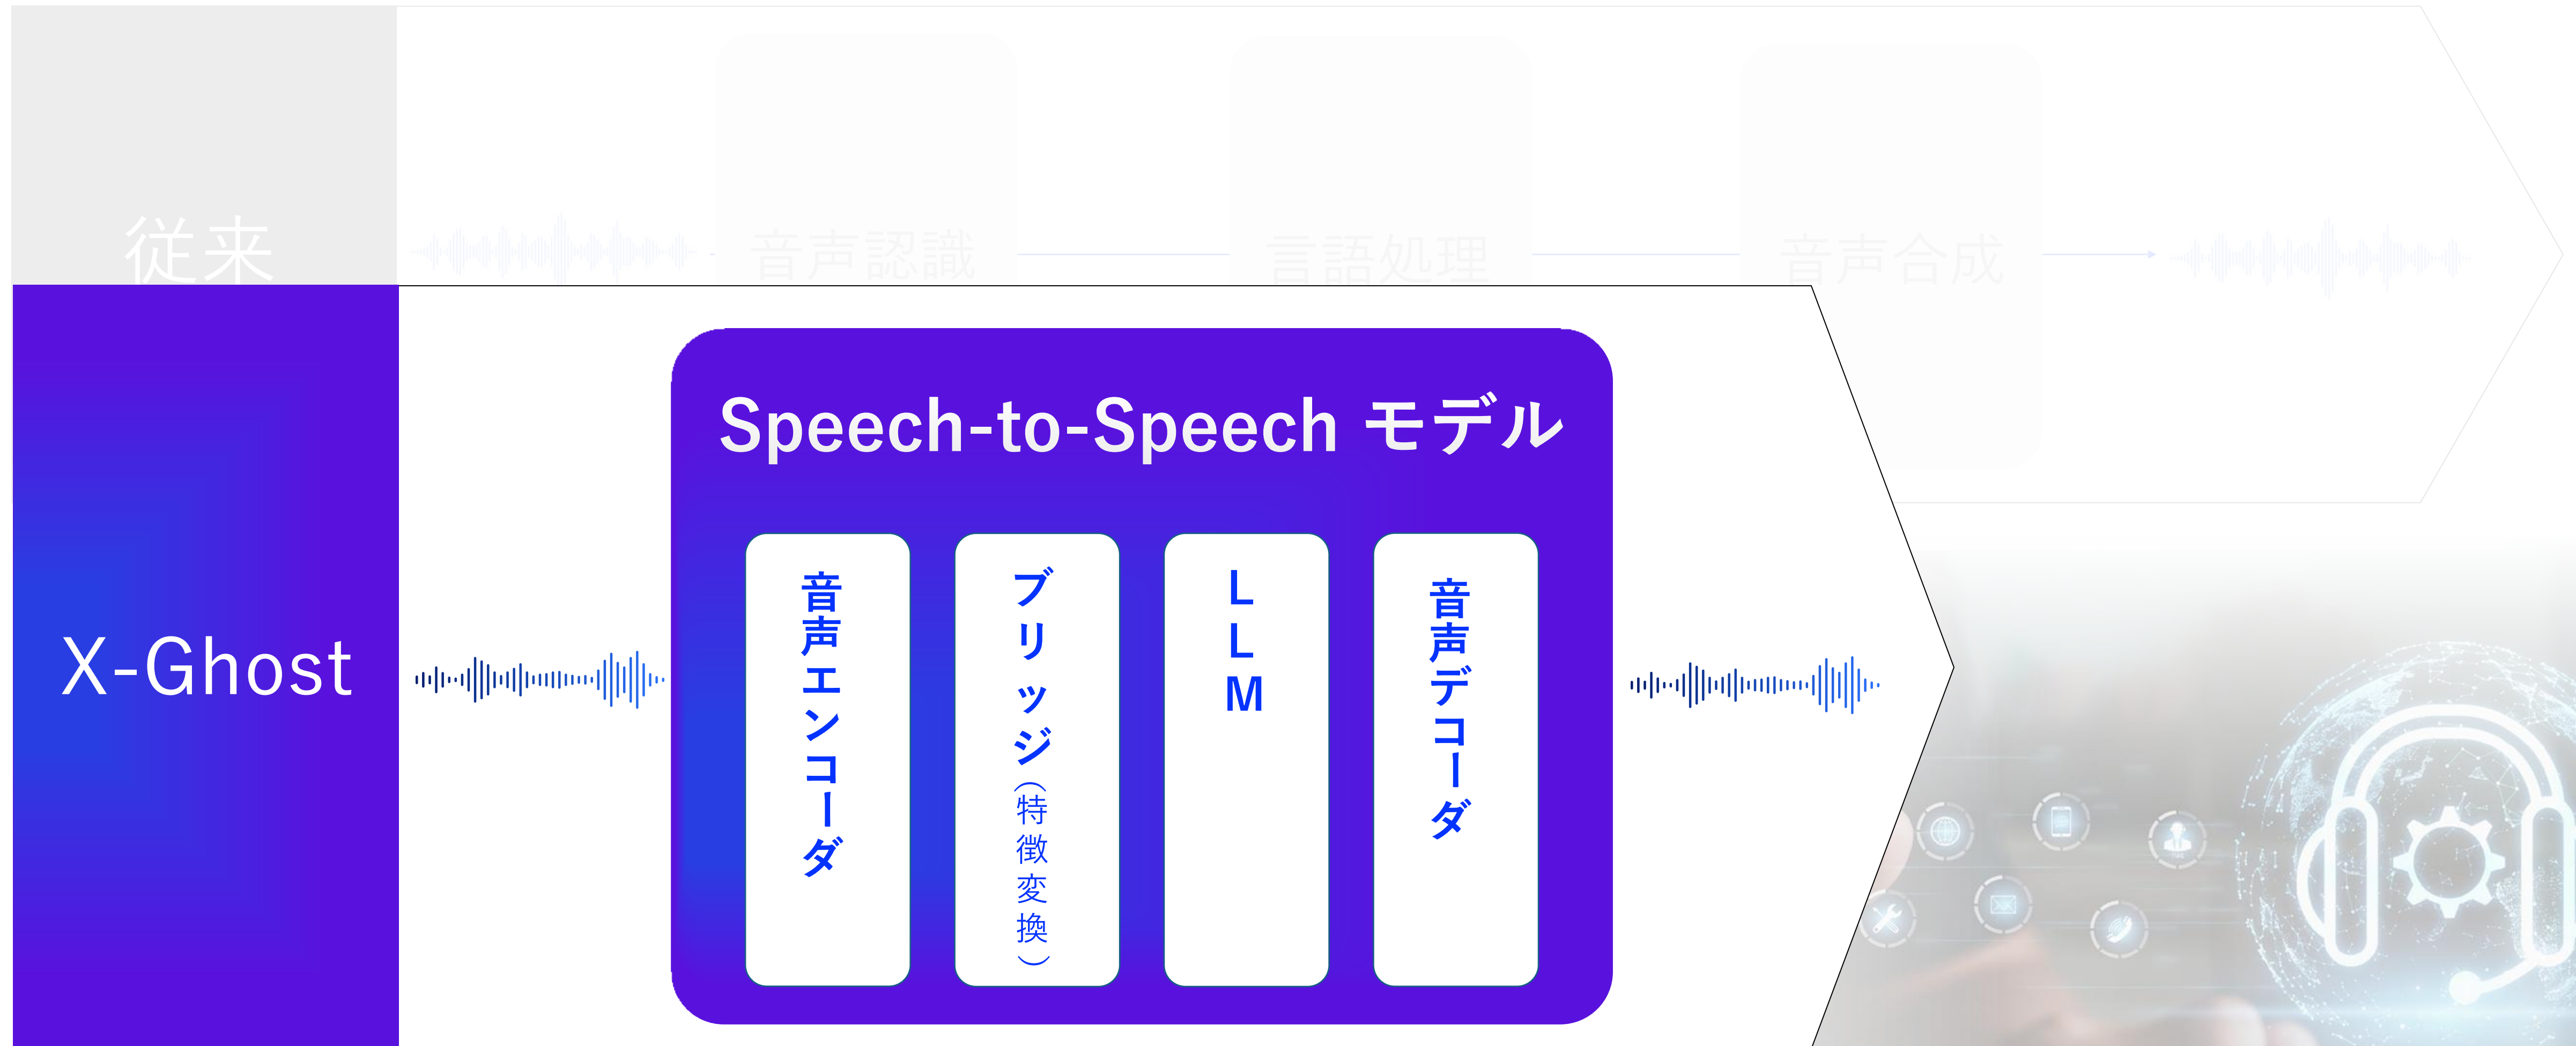 従来
音声認識
言語処理
音声合成
X-Ghost
Speech-to-Speech モデル
音声エンコーダ
ブリッジ（特徴変換）
LLM
音声デコーダ